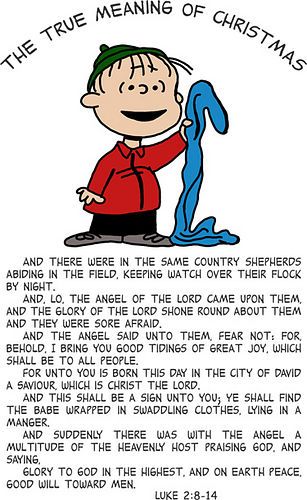 THE TRUE MEANING OF CHRISTMAS
AND THERE WERE IN THE SAME COUNTRY SHEPHERDS
ABIDING IN THE FIELD, KEEPING WATCH OVER THEIR FLOCK
BY NIGHT.
AND, LO, THE ANGEL OF THE LORD CAME UPON THEM,
AND THE GLORY OF THE LORD SHONE ROUND ABOUT THEM
AND THEY WERE SORE AFRAID.
AND THE ANGEL SAID UNTO THEM, FEAR NOT: FOR,
BEHOLD, I BRING YOU GOOD TIDINGS OF GREAT JOY, WHICH
SHALL BE TO ALL PEOPLE.
FOR UNTO YOU IS BORN THIS DAY IN THE CITY OF DAVID
A SAVIOUR, WHICH IS CHRIST THE LORD.
AND THIS SHALL BE A SIGN UNTO YOU; YE SHALL FIND
THE BABE WRAPPED IN SWADDLING CLOTHES, LYING IN A
MANGER.
AND SUDDENLY THERE WAS WITH THE ANGEL A
MULTITUDE OF THE HEAVENLY HOST PRAISING GOD, AND
SAYING,
GLORY TO GOD IN THE HIGHEST, AND ON EARTH PEACE,
GOOD WILL TOWARD MEN.
LUKE 2:8-14